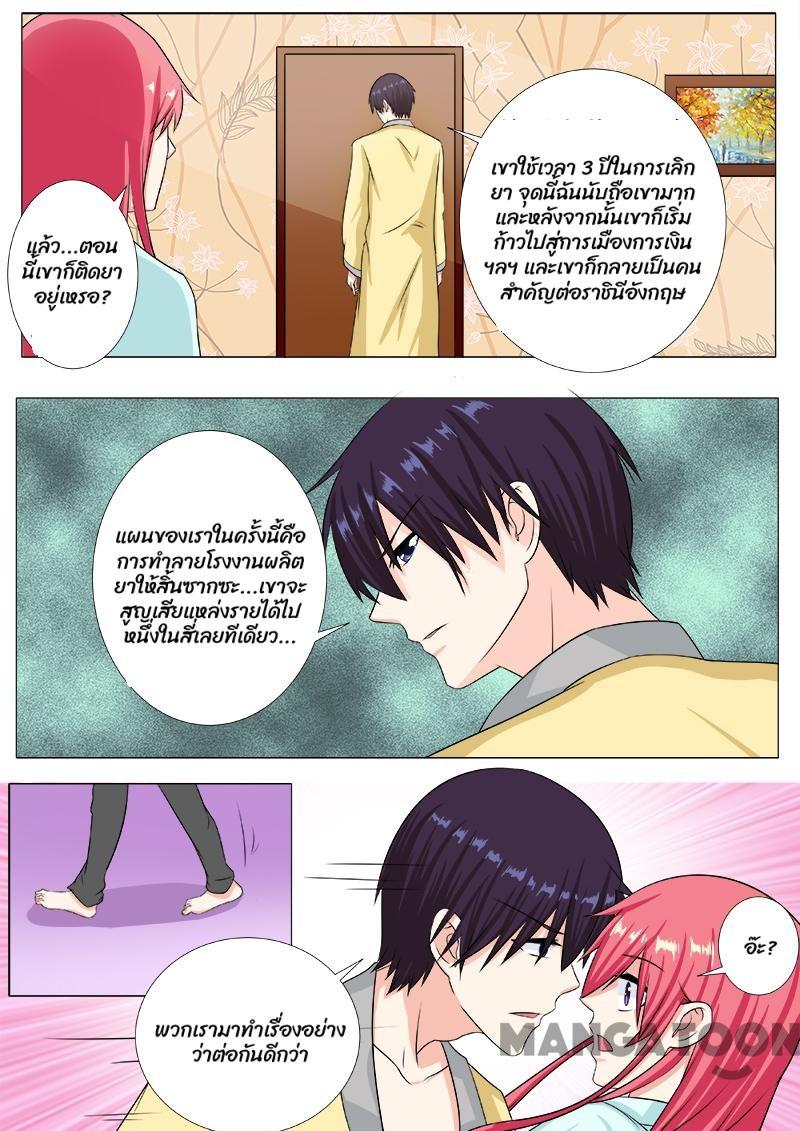 เขาใช้เวลา 3 ปีในการเลิก
ยา จุดนี้ฉันนับถือเขามาก
และหลังจากนั้นเขาก็เริ่ม
ก้าวไปสู่การเมืองการเงิน
ฯลฯ และเขาก็กลายเป็นคน
สำคัญต่อราชินีอังกฤษ
แล้ว...ตอน
นี้เขาก็ติดยา
อยู่เหรอ?
แผนของเราในครั้งนี้คือ
การทำลายโรงงานผลิต
ยาให้สิ้นซากซะ...เขาจะ
สูญเสียแหล่งรายได้ไป
หนึ่งในสี่เลยทีเดียว...
อ๊ะ?
พวกเรามาทำเรื่องอย่าง
ว่าต่อกันดีกว่า
MANGATOON